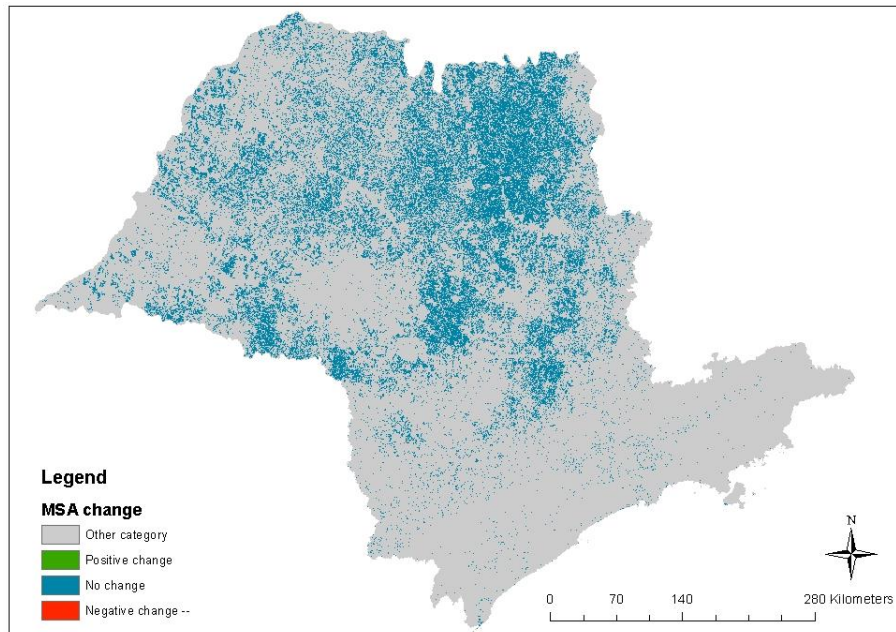 Legend
MSA change
Other category
Positive change
No change
Negative change --
N
0 70 140 280 Kilometers